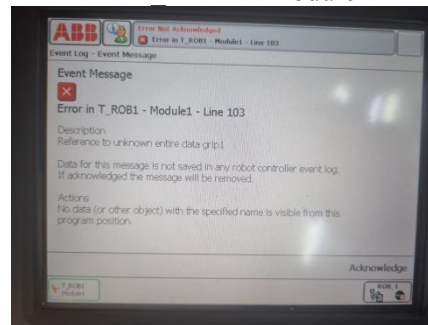 ABB
Error Not Acknowledged
Error in T_ROB1 - Module1 - Line 103
Event Log - Event Message
Event Message
Error in T_ROB1 - Module1 - Line 103
Description
Reference to unknown entire data grip1
Data for this message is not saved in any robot controller event log.
If acknowledged the message will be removed.
Actions
No data (or other object) with the specified name is visible from this
program position.
Acknowledge
T_ROB1
Module1
ROB_1